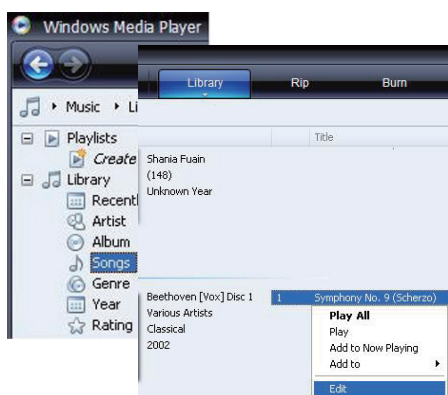 Windows Media Player
Music Li
Playlists
Create
Library
Recentl
Artist
Album
Songs
Genre
Year
Rating
Library Rip Burn
Title
Shania Fuain
(148)
Unknown Year
Beethoven [Vox] Disc 1 1 Symphony No. 9 (Scherzo)
Various Artists
Classical
2002
Play All
Play
Add to Now Playing
Add to
Edit